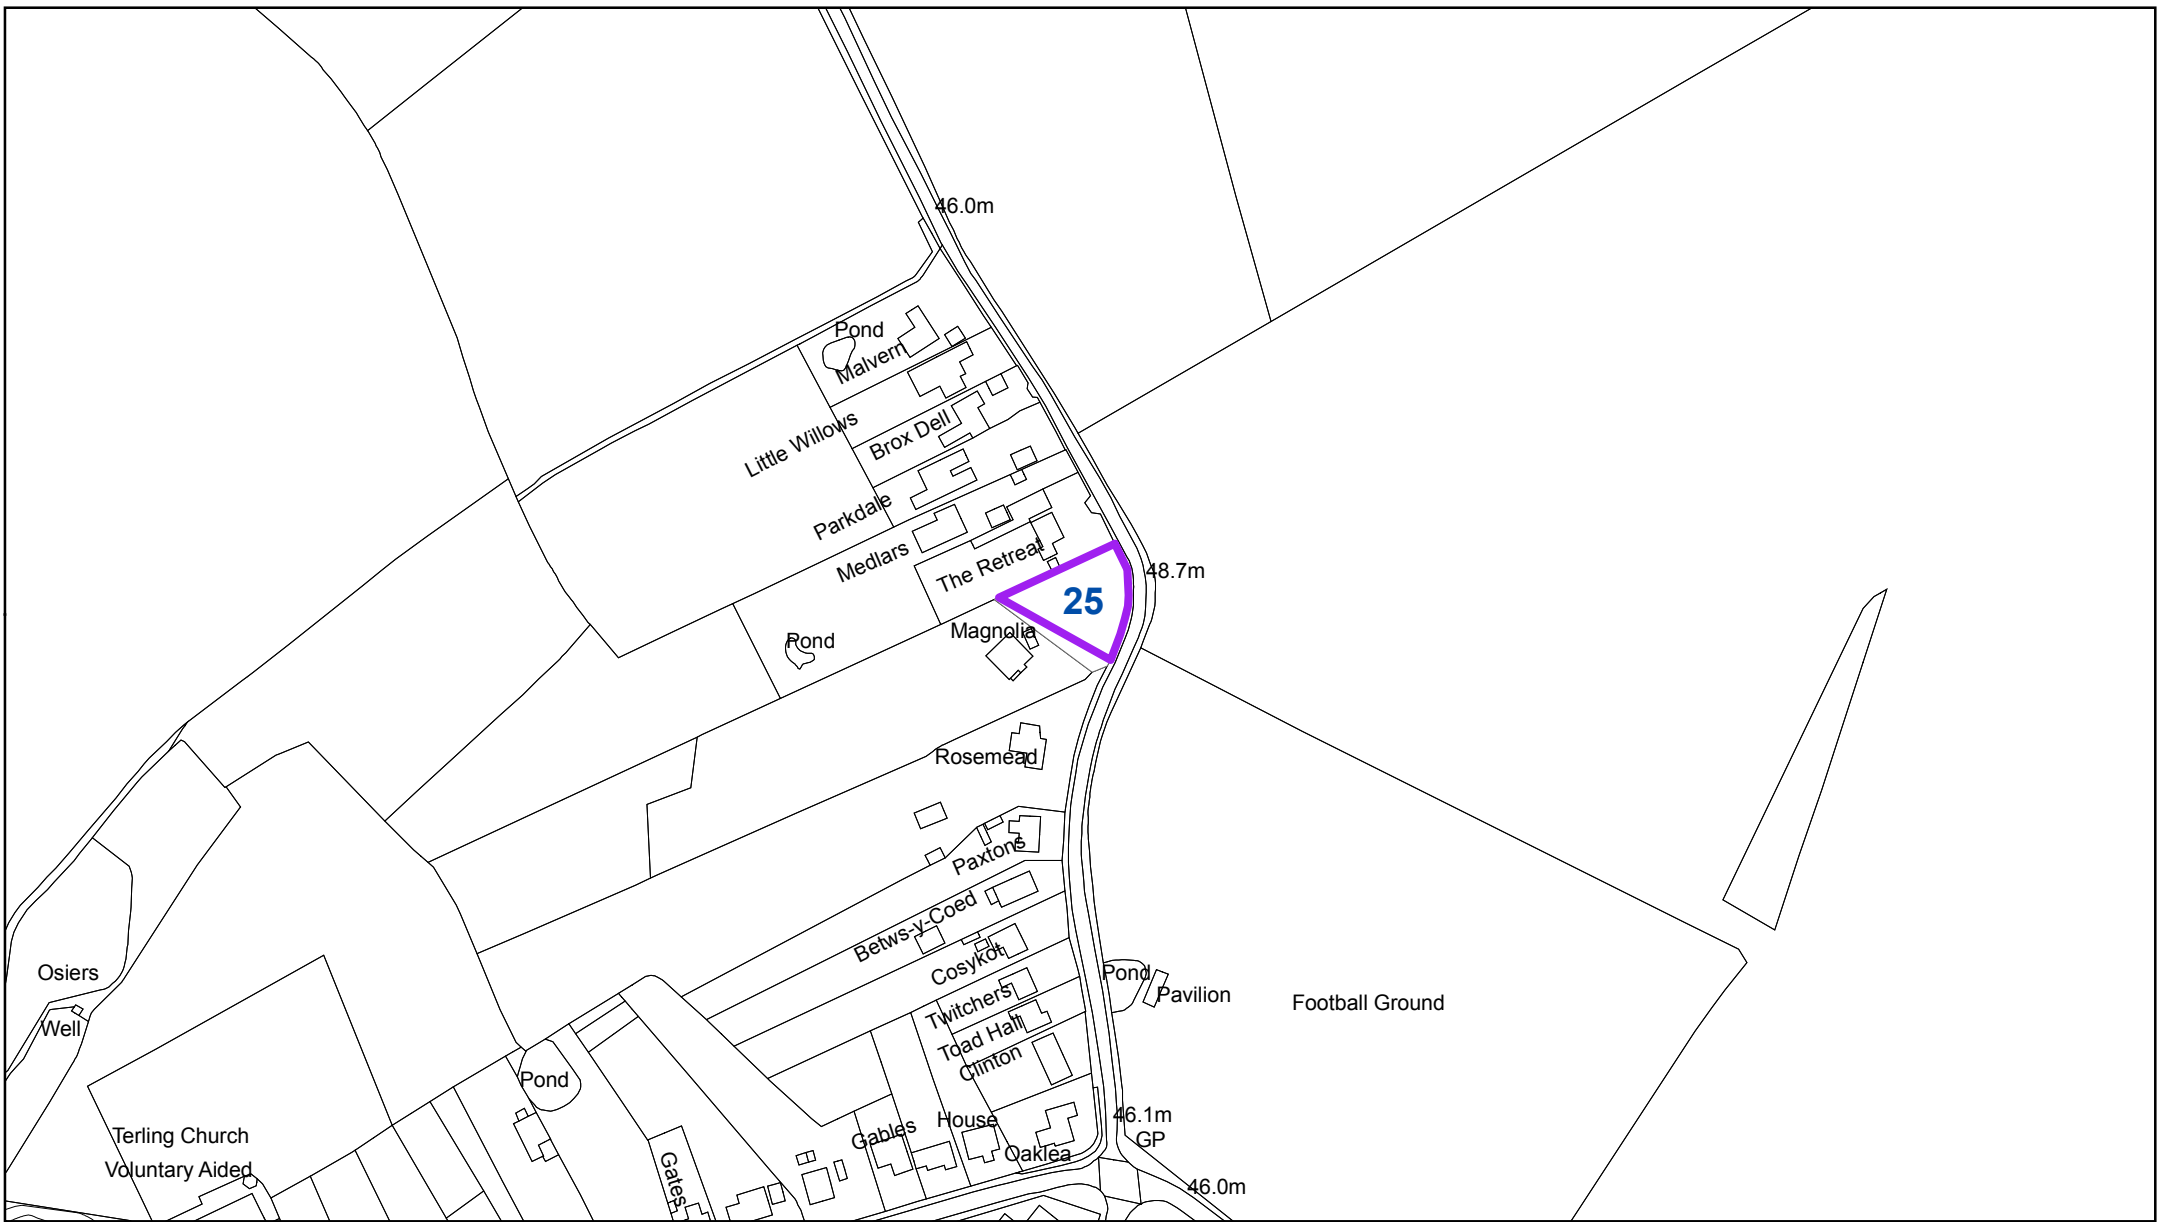 46.0m
Pond
Malvern
Little Willows
Brox Dell
Parkdale
Medlars
The Retreat
48.7m
25
Magnolia
Pond
Rosemead
Paxtons
Betws-y-Coed
Cosykot
Osiers
Pond
Pavilion
Football Ground
Twitchers
Well
Toad Hall
Clinton
Pond
46.1m
House
Gables
GP
Terling Church
Voluntary Aided
Oaklea
Gates
46.0m